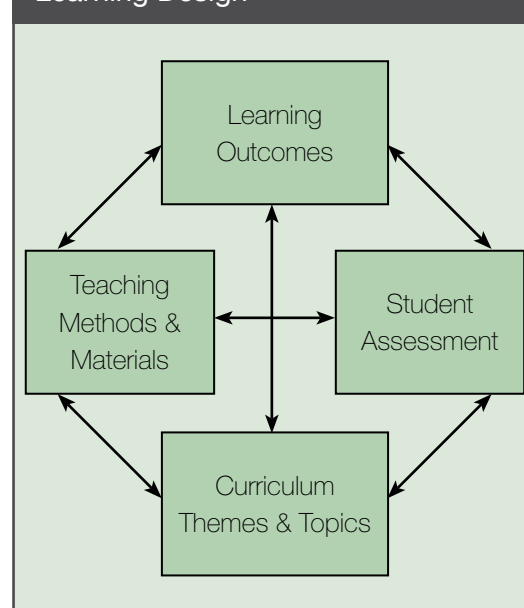 Learning Design
Learning
Outcomes
Teaching
Methods &
Materials
Student
Assessment
Curriculum
Themes & Topics